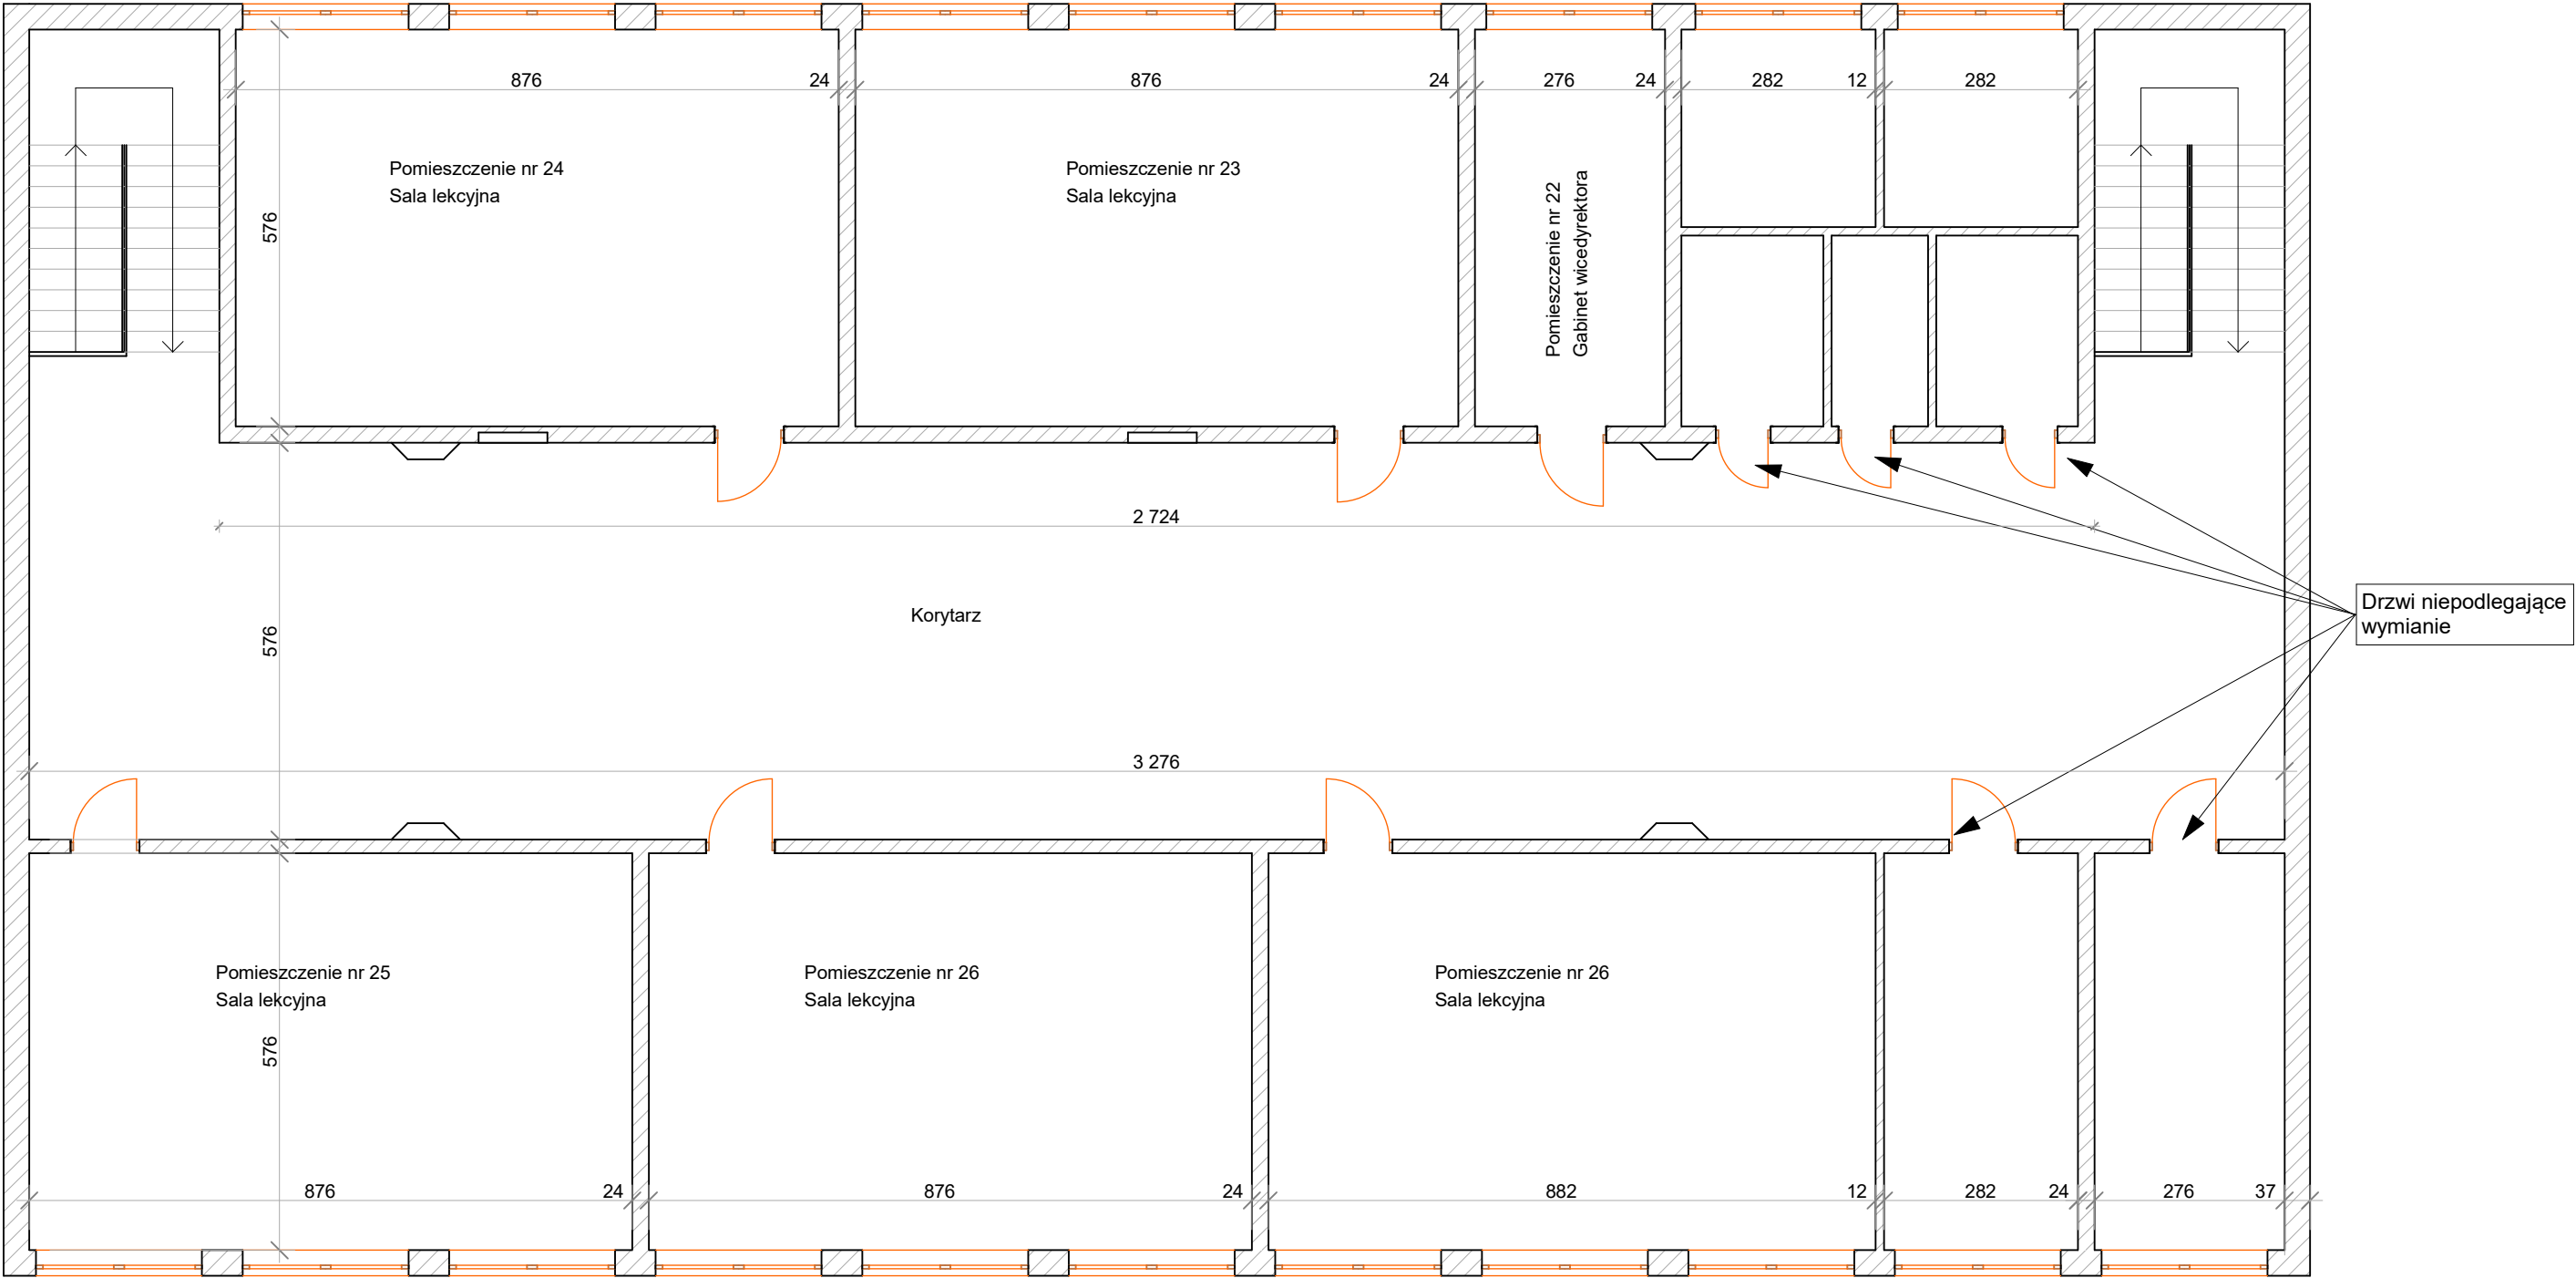 876 24 876 24 276 24 282 12 282
Pomieszczenie nr 24
Sala lekcyjna
Pomieszczenie nr 23
Sala lekcyjna
Pomieszczenie nr 22
Gabinet wicedyrektora
576
2 724
Drzwi niepodlegające
wymianie
Korytarz
576
3 276
Pomieszczenie nr 25
Sala lekcyjna
Pomieszczenie nr 26
Sala lekcyjna
Pomieszczenie nr 26
Sala lekcyjna
576
876 24 876 24 882 12 282 24 276 37